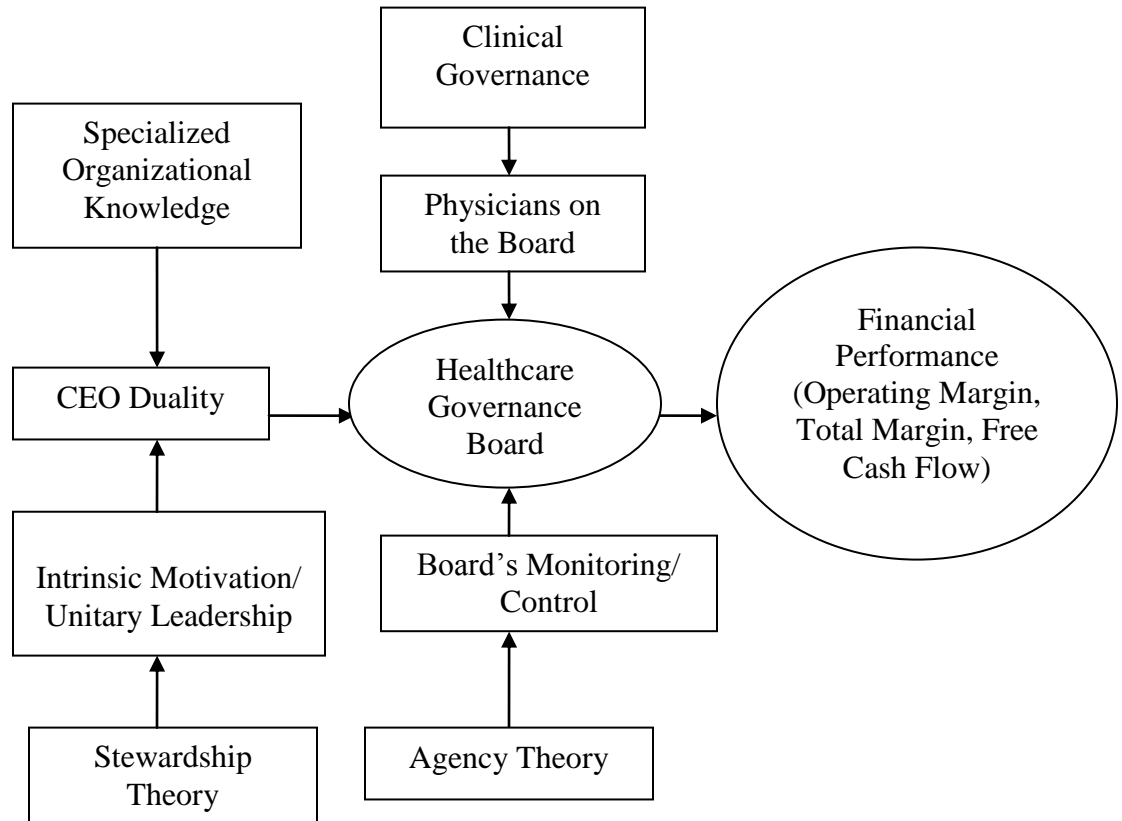 Clinical
Governance
Specialized
Organizational
Knowledge
Physicians on
the Board
Financial
Performance
(Operating Margin,
Total Margin, Free
Cash Flow)
Healthcare
Governance
Board
CEO Duality
Intrinsic Motivation/
Unitary Leadership
Board’s Monitoring/
Control
Stewardship
Theory
Agency Theory